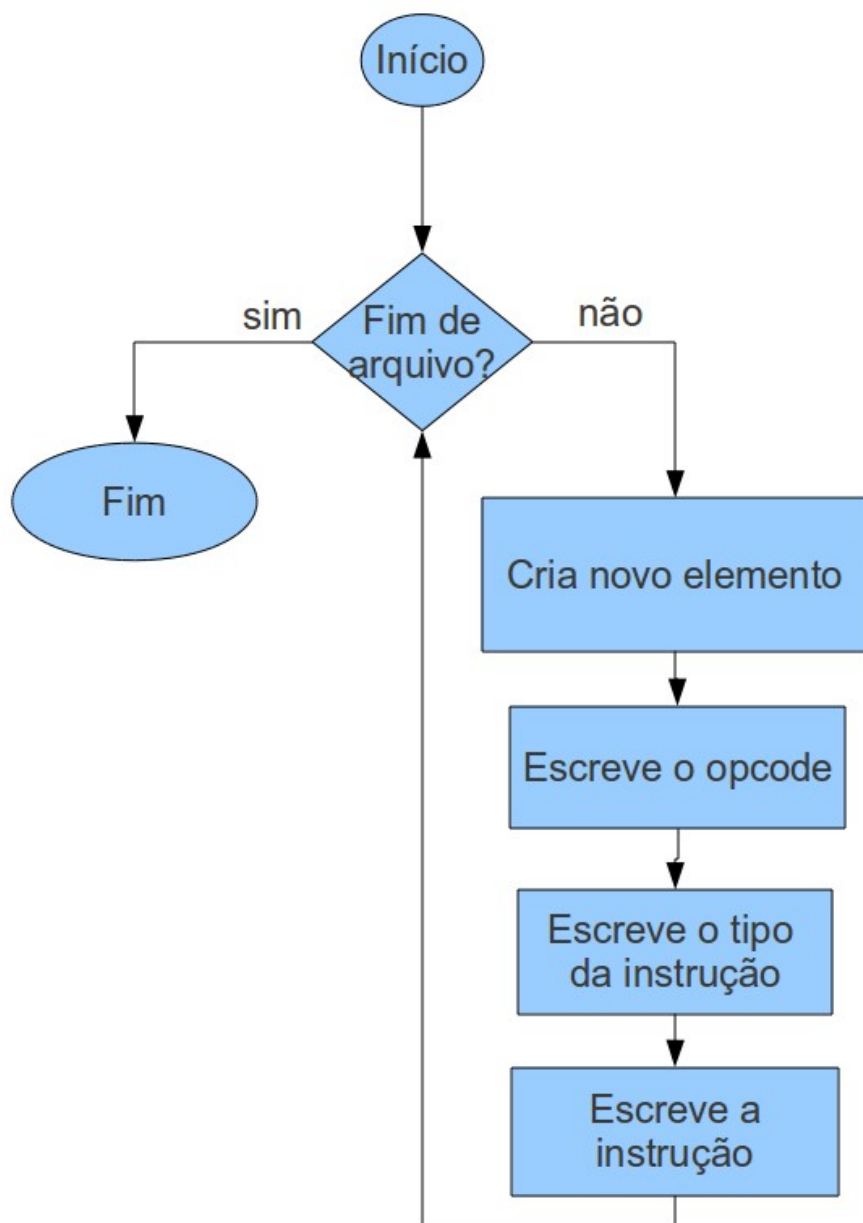 Início
sim
Fim de
arquivo?
não
Fim
Cria novo elemento
Escreve o opcode
Escreve o tipo
da instrução
Escreve a
instrução